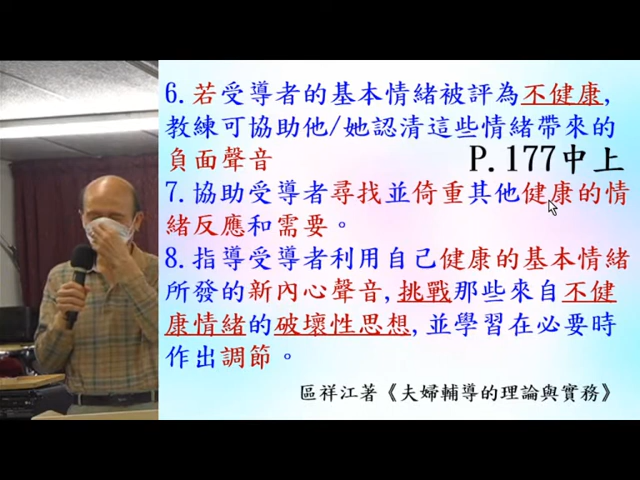 6.若受導者的基本情緒被評為不健康,
教練可協助他/她認清這些情緒帶來的
負面聲音
P.177中上
7.協助受導者尋找並倚重其他健康的情
緒反應和需要。
8.指導受導者利用自己健康的基本情緒
所發的新內心聲音,挑戰那些來自不健
康情緒的破壞性思想,並學習在必要時
作出調節。
區祥江著《夫婦輔導的理論與實務》